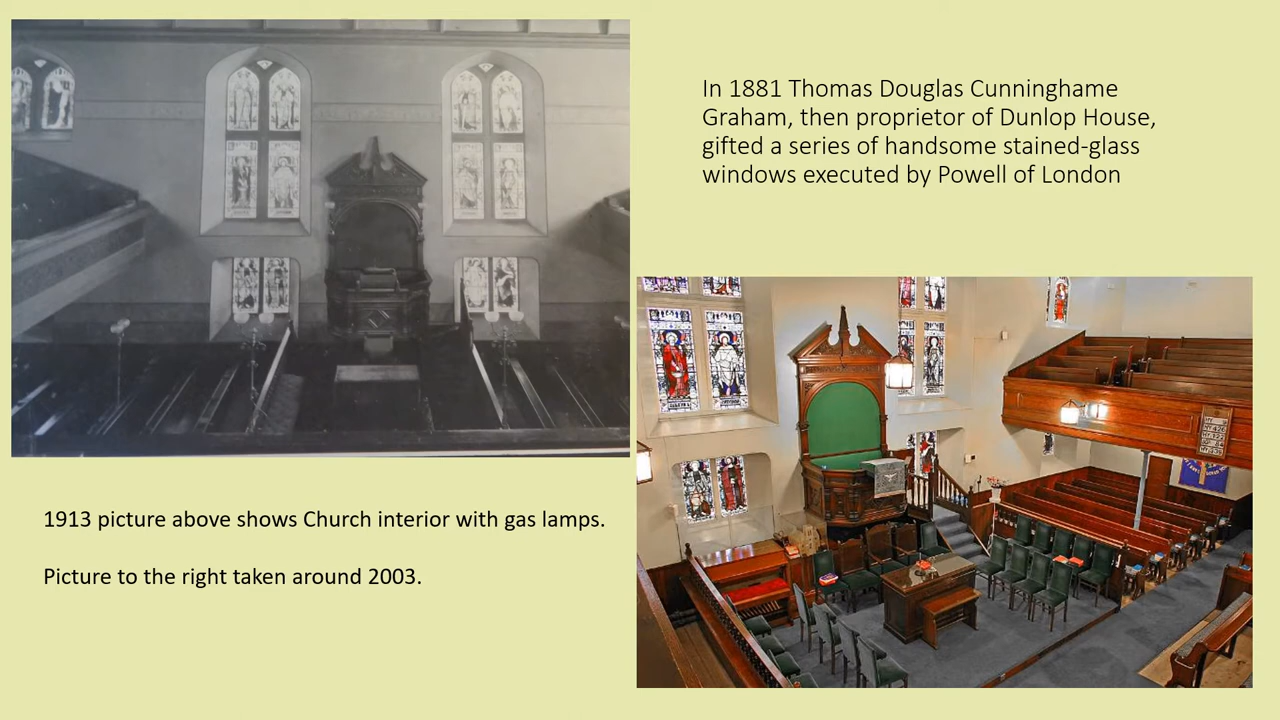 In 1881 Thomas Douglas Cunninghame
Graham, then proprietor of Dunlop House,
gifted a series of handsome stained-glass
windows executed by Powell of London
1913 picture above shows Church interior with gas lamps.
Picture to the right taken around 2003.